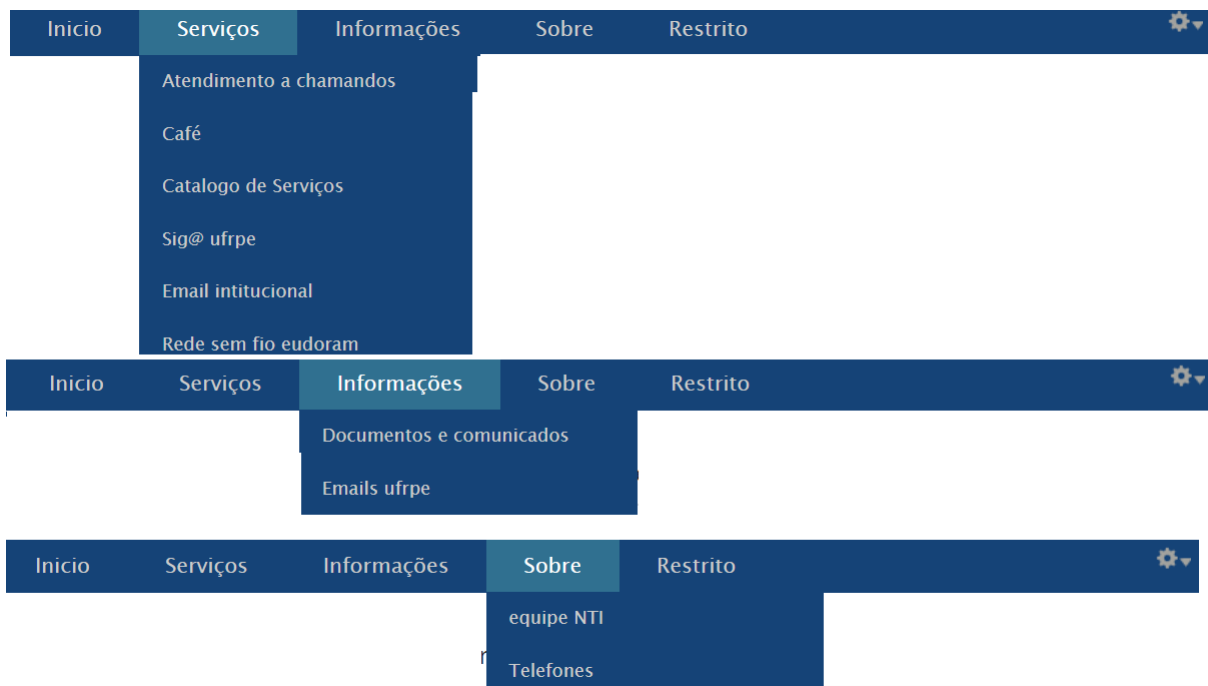 Inicio Serviços Informações Sobre Restrito
Atendimento a chamandos
Café
Catalogo de Serviços
Sig@ ufrpe
Email intitucional
Rede sem fio eudoram
Inicio Serviços Informações Sobre Restrito
Documentos e comunicados
Emails ufrpe
Inicio Serviços Informações Sobre Restrito
equipe NTI
Telefones